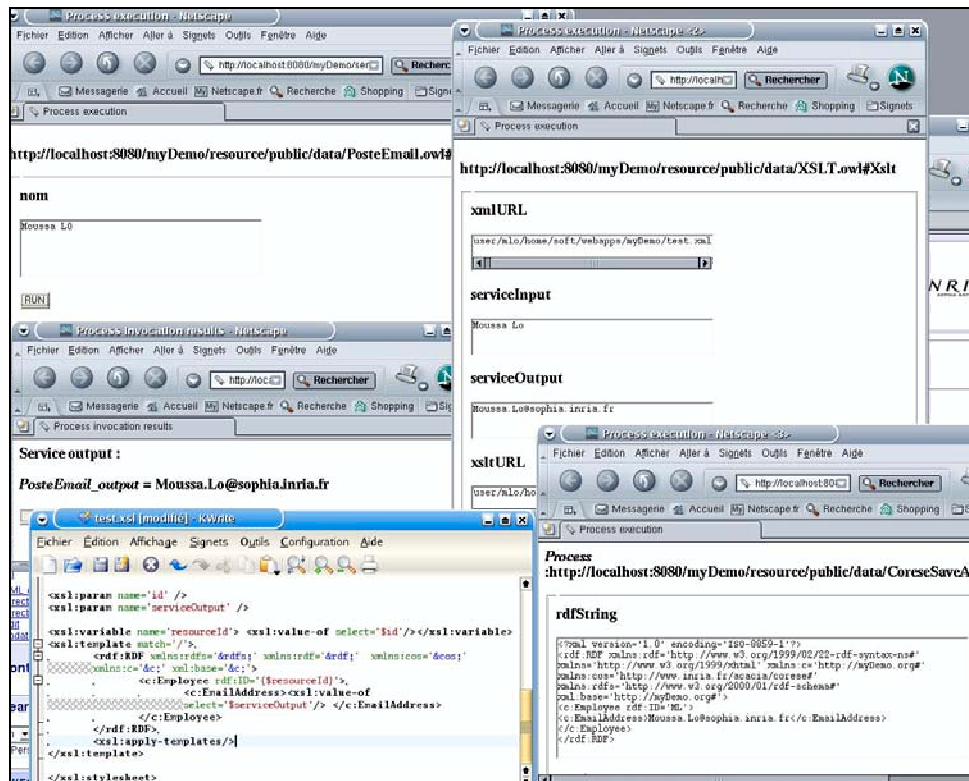 Process execution - Netscape
Fichier Edition Afficher Aller à Signets Outils Fenêtre Aide
http://localhost:8080/myDemo/ser
Recherc
Messagerie Accueil Netscape.fr Recherche Shopping
Process execution
http://localhost:8080/myDemo/resource/public/data/PosteEmail.owl#
nom
Moussa LO
RUN
Process invocation results - Netscape
Fichier Edition Afficher Aller à Signets Outils Fenêtre Aide
http://loca
Rechercher
Messagerie Accueil Netscape.fr Recherche Shopping
Process invocation results
Service output :
PosteEmail_output = Moussa.Lo@sophia.inria.fr
Process execution - Netscape <2>
Fichier Edition Afficher Aller à Signets Outils Fenêtre Aide
http://localh
Rechercher
Messagerie Accueil Netscape.fr Recherche Shopping Signets
Process execution
http://localhost:8080/myDemo/resource/public/data/XSLT.owl#Xslt
xmlURL
user/mlo/home/soft/webapps/myDemo/test.xml
serviceInput
Moussa Lo
serviceOutput
Moussa.Lo@sophia.inria.fr
xsltURL
user/mlo/ho
test.xsl [modifié] - KWrite
Fichier Édition Affichage Signets Outils Configuration Aide
<xsl:param name='id' />
<xsl:param name='serviceOutput' />
<xsl:variable name='resourceId'> <xsl:value-of select='$id'/></xsl:variable>
<xsl:template match='/'>,
<rdf:RDF xmlns:rdfs='&rdfs;' xmlns:rdf='&rdf;' xmlns:cos='&cos;'
xmlns:c='&c;' xml:base='&c;'>
<c:Employee rdf:ID='{$resourceId}'>,
<c:EmailAddress><xsl:value-of
select='$serviceOutput'/> </c:EmailAddress>
</c:Employee>
</rdf:RDF>,
<xsl:apply-templates/>
</xsl:template>
</xsl:stylesheet>
Process execution - Netscape <3>
Fichier Edition Afficher Aller à Signets Outils Fenêtre Aide
http://localhost:80
Rechercher
Messagerie Accueil Netscape.fr Recherche Shopping
Process execution
Process
:http://localhost:8080/myDemo/resource/public/data/CoreseSaveA
rdfString
<?xml version='1.0' encoding='ISO-8859-1'?>
<rdf:RDF xmlns:rdf='http://www.w3.org/1999/02/22-rdf-syntax-ns#'
xmlns='http://www.w3.org/1999/xhtml' xmlns:c='http://myDemo.org#'
xmlns:cos='http://www.inria.fr/acacia/corese#'
xmlns:rdfs='http://www.w3.org/2000/01/rdf-schema#'
xml:base='http://myDemo.org#'>
<c:Employee rdf:ID='ML'>
<c:EmailAddress>Moussa.Lo@sophia.inria.fr</c:EmailAddress>
</c:Employee>
</rdf:RDF>